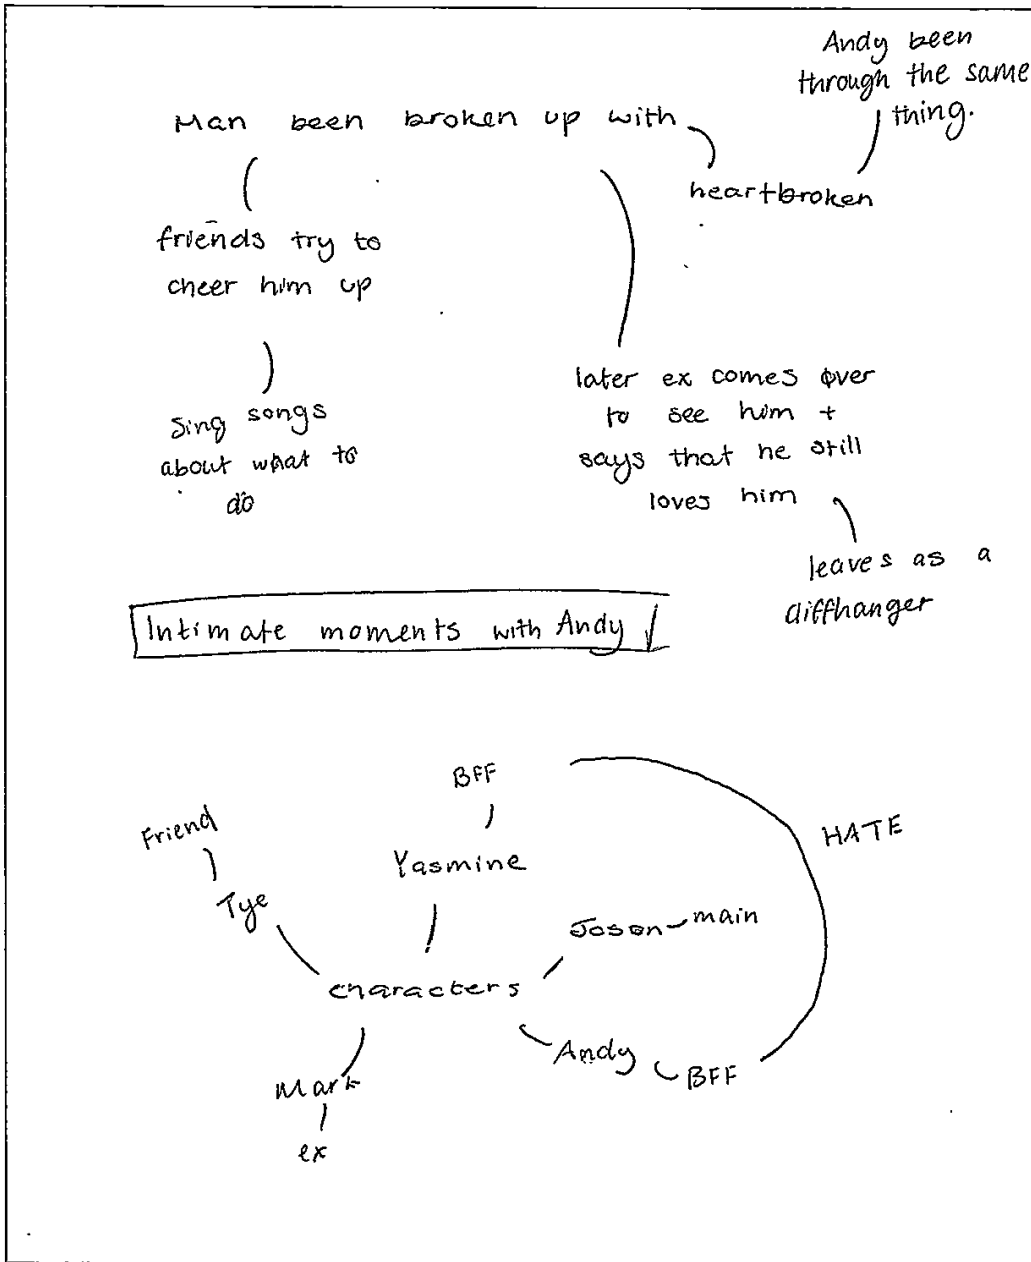 Andy been
through the same
thing.
Man been broken up with
heartbroken
friends try to
cheer him up
Sing songs
about what to
do
later ex comes over
to see him +
says that he still
loves him
leaves as a
cliffhanger
Intimate moments with Andy
BFF
HATE
Friend
Yasmine
Tye
Joson main
characters
Andy BFF
Mark
ex